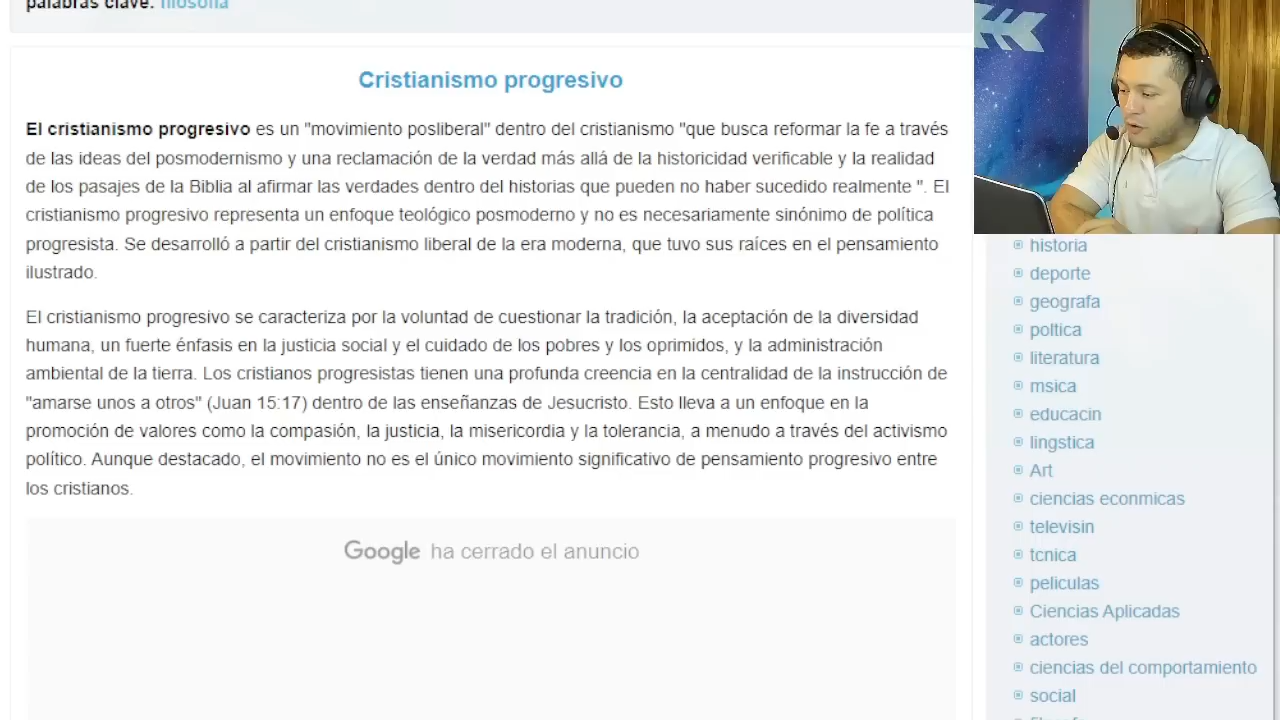 palabras clave: filosofía
Cristianismo progresivo
El cristianismo progresivo es un "movimiento posliberal" dentro del cristianismo "que busca reformar la fe a través
de las ideas del posmodernismo y una reclamación de la verdad más allá de la historicidad verificable y la realidad
de los pasajes de la Biblia al afirmar las verdades dentro del historias que pueden no haber sucedido realmente ". El
cristianismo progresivo representa un enfoque teológico posmoderno y no es necesariamente sinónimo de política
progresista. Se desarrolló a partir del cristianismo liberal de la era moderna, que tuvo sus raíces en el pensamiento
ilustrado.
El cristianismo progresivo se caracteriza por la voluntad de cuestionar la tradición, la aceptación de la diversidad
humana, un fuerte énfasis en la justicia social y el cuidado de los pobres y los oprimidos, y la administración
ambiental de la tierra. Los cristianos progresistas tienen una profunda creencia en la centralidad de la instrucción de
"amarse unos a otros" (Juan 15:17) dentro de las enseñanzas de Jesucristo. Esto lleva a un enfoque en la
promoción de valores como la compasión, la justicia, la misericordia y la tolerancia, a menudo a través del activismo
político. Aunque destacado, el movimiento no es el único movimiento significativo de pensamiento progresivo entre
los cristianos.
Google ha cerrado el anuncio
historia
deporte
geografa
poltica
literatura
msica
educacin
lingstica
Art
ciencias econmicas
televisin
tcnica
peliculas
Ciencias Aplicadas
actores
ciencias del comportamiento
social